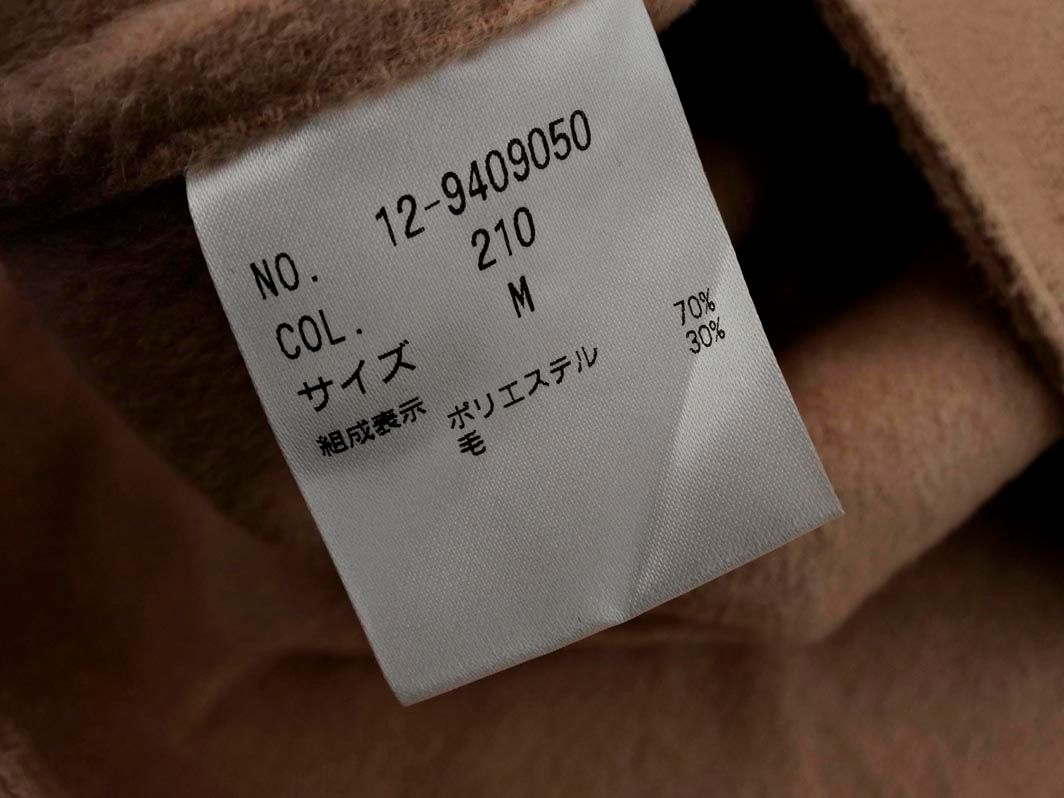 NO. 12-9409050
COL. 210
サイズ M
組成表示 ポリエステル 70%
毛 30%